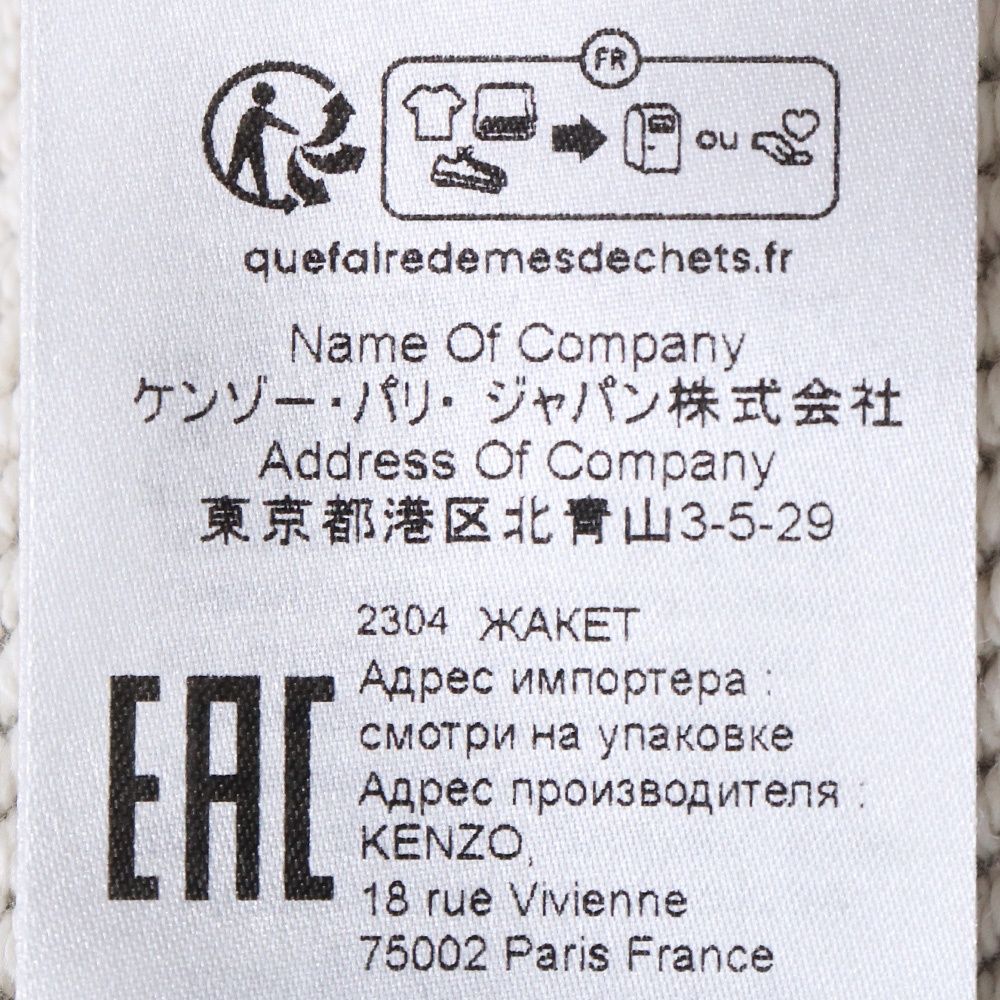 FR
ou
quefairedemesdechets.fr
Name Of Company
ケンゾー・パリ・ジャパン株式会社
Address Of Company
東京都港区北青山3-5-29
2304 ЖАКЕТ
EAC
Адрес импортера :
смотри на упаковке
Адрес производителя :
KENZO,
18 rue Vivienne
75002 Paris France